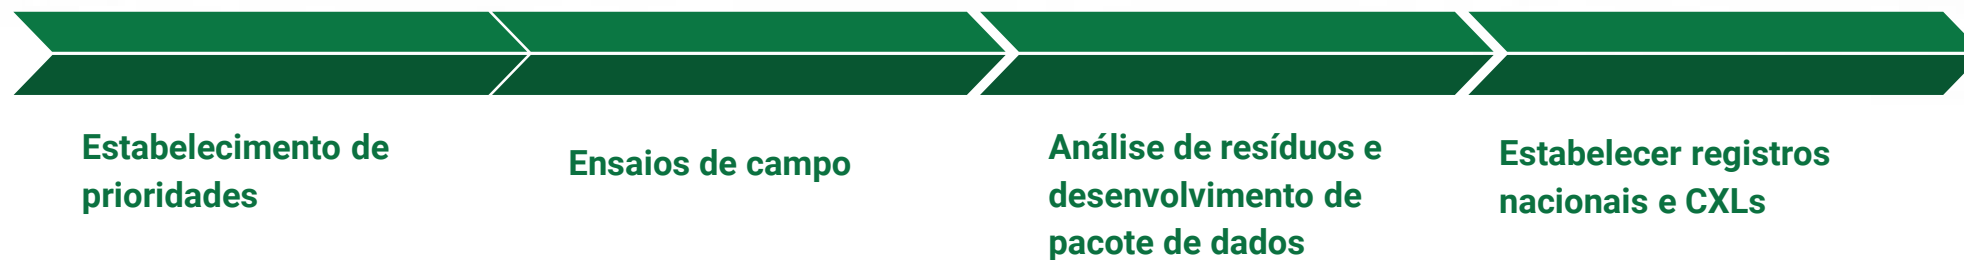 Estabelecimento de
prioridades
Ensaios de campo
Análise de resíduos e
desenvolvimento de
pacote de dados
Estabelecer registros
nacionais e CXLs